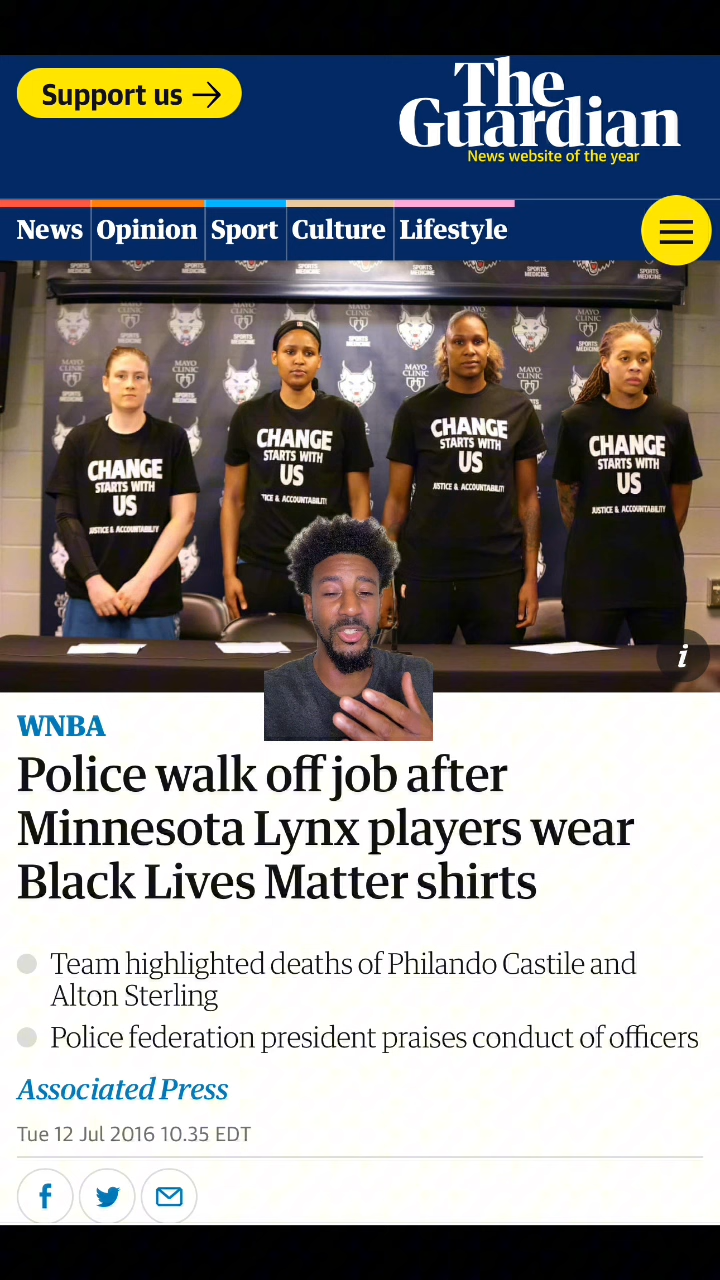 Support us →
The
Guardian
News website of the year
News
Opinion
Sport
Culture
Lifestyle
SPORTS MEDICINE
MAYO CLINIC
SPORTS MEDICINE
CHANGE
STARTS WITH
US
JUSTICE & ACCOUNTABILITY
CHANGE
STARTS WITH
US
TICE & ACCOUNTABILIT
CHANGE
STARTS WITH
US
JUSTICE & ACCOUNTABILITY
CHANGE
STARTS WITH
US
JUSTICE & ACCOUNTABILITY
i
WNBA
Police walk off job after
Minnesota Lynx players wear
Black Lives Matter shirts
Team highlighted deaths of Philando Castile and
Alton Sterling
Police federation president praises conduct of officers
Associated Press
Tue 12 Jul 2016 10.35 EDT